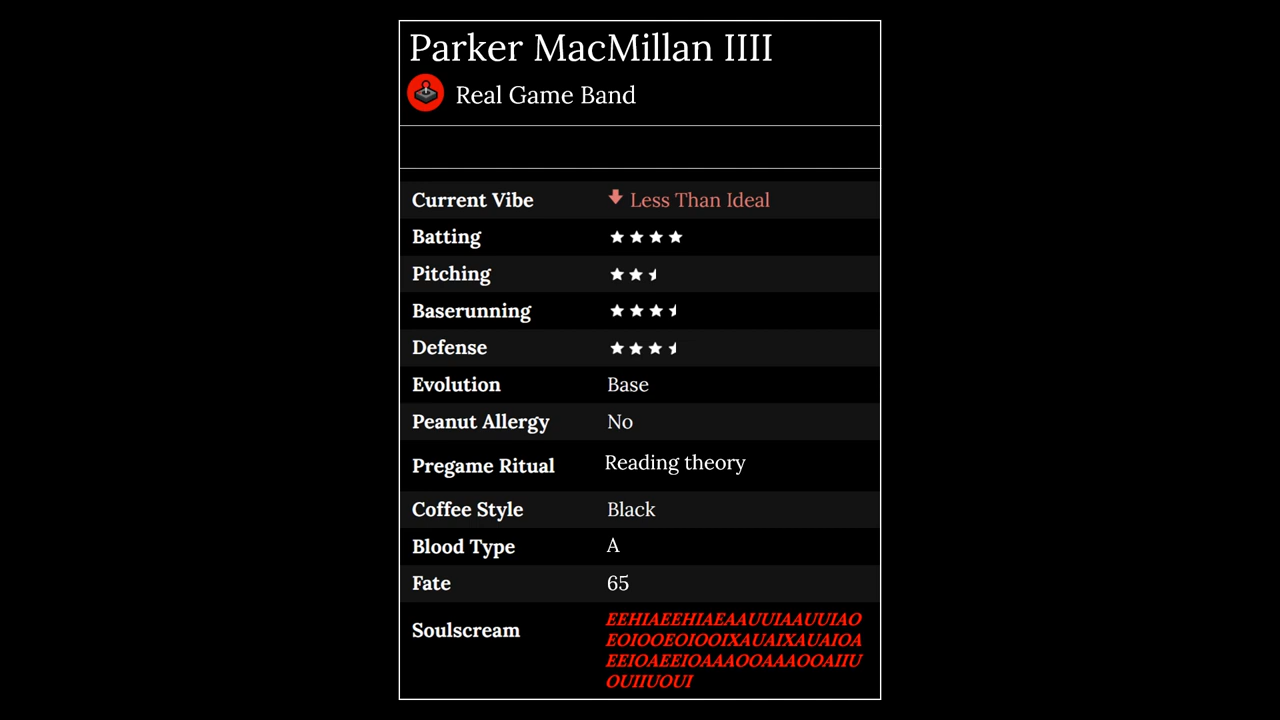 Parker MacMillan IIII
Real Game Band
Current Vibe Less Than Ideal
Batting ★★★★
Pitching ★★⯨
Baserunning ★★★⯨
Defense ★★★⯨
Evolution Base
Peanut Allergy No
Pregame Ritual Reading theory
Coffee Style Black
Blood Type A
Fate 65
Soulscream EEHIAEEHIAEAAUUIAAUUIAO
EOIOOEOIOOIXAUAIXAUAIOA
EEIOAEEIOAAAOOAAAOOAIIU
OUIIUOUI